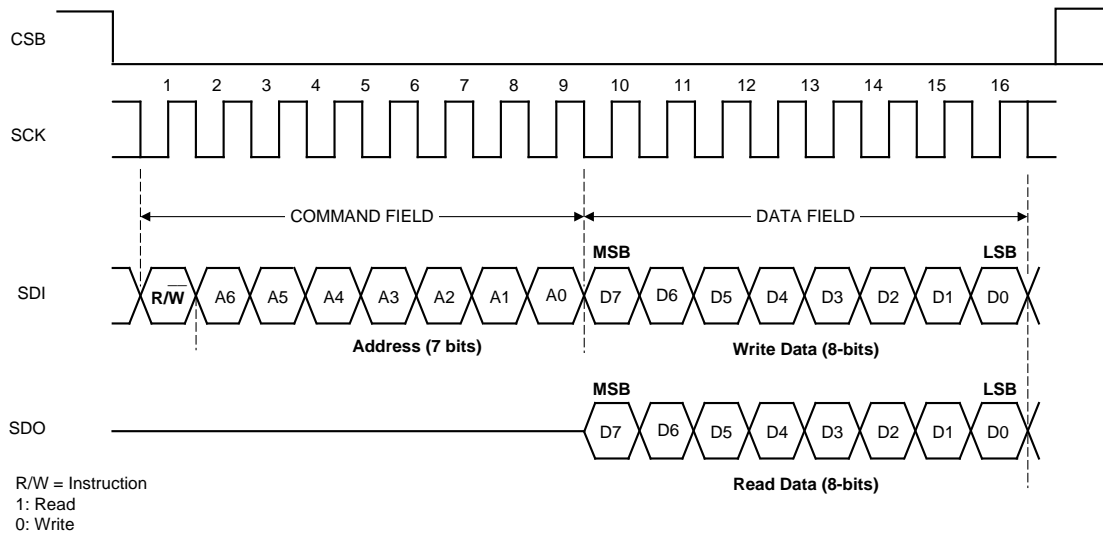 CSB
1 2 3 4 5 6 7 8 9 10 11 12 13 14 15 16
SCK
COMMAND FIELD DATA FIELD
MSB LSB
SDI R/W A6 A5 A4 A3 A2 A1 A0 D7 D6 D5 D4 D3 D2 D1 D0
Address (7 bits) Write Data (8-bits)
MSB LSB
SDO D7 D6 D5 D4 D3 D2 D1 D0
R/W = Instruction Read Data (8-bits)
1: Read
0: Write